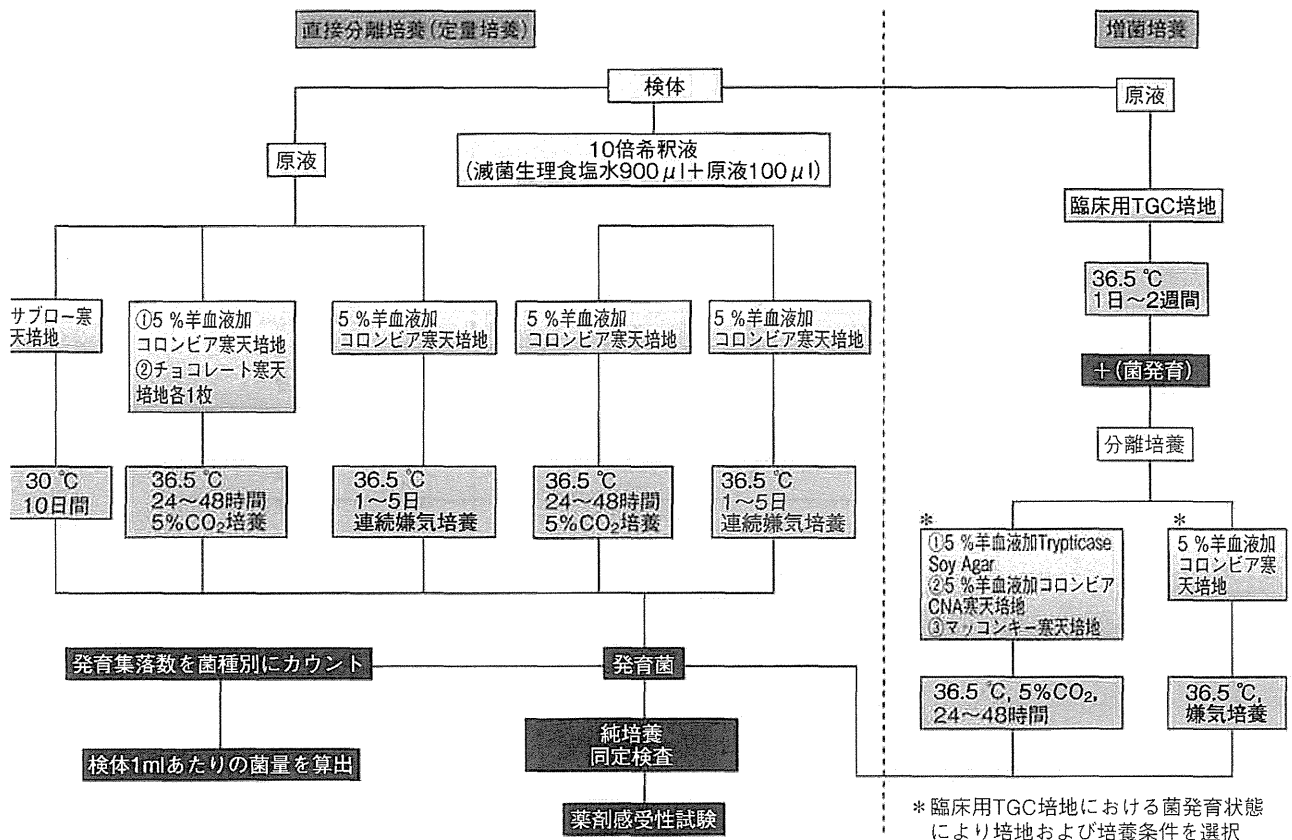 直接分離培養(定量培養)
増菌培養
検体
原液
10倍希釈液
(滅菌生理食塩水900μl+原液100μl)
原液
サブロー寒
天培地
①5 %羊血液加
コロンビア寒天培地
②チョコレート寒天
培地各1枚
5 %羊血液加
コロンビア寒天培地
5 %羊血液加
コロンビア寒天培地
5 %羊血液加
コロンビア寒天培地
30 ℃
10日間
36.5 ℃
24〜48時間
5%CO₂培養
36.5 ℃
1〜5日
連続嫌気培養
36.5 ℃
24〜48時間
5%CO₂培養
36.5 ℃
1〜5日
連続嫌気培養
発育集落数を菌種別にカウント
発育菌
検体1mlあたりの菌量を算出
純培養
同定検査
薬剤感受性試験
臨床用TGC培地
36.5 ℃
1日〜2週間
+(菌発育)
分離培養
*
①5 %羊血液加Trypticase
Soy Agar
②5 %羊血液加コロンビア
CNA寒天培地
③マッコンキー寒天培地
*
5 %羊血液加
コロンビア寒
天培地
36.5 ℃, 5%CO₂,
24〜48時間
36.5 ℃,
嫌気培養
*臨床用TGC培地における菌発育状態
により培地および培養条件を選択